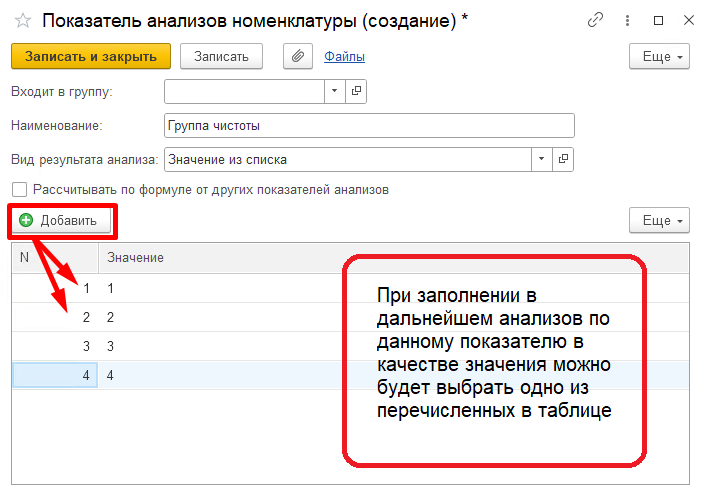 Показатель анализов номенклатуры (создание) *
Записать и закрыть Записать Файлы Еще
Входит в группу:
Наименование: Группа чистоты
Вид результата анализа: Значение из списка
Рассчитывать по формуле от других показателей анализов
Добавить Еще
N Значение
1 1
2 2
3 3
4 4
При заполнении в
дальнейшем анализов по
данному показателю в
качестве значения можно
будет выбрать одно из
перечисленных в таблице